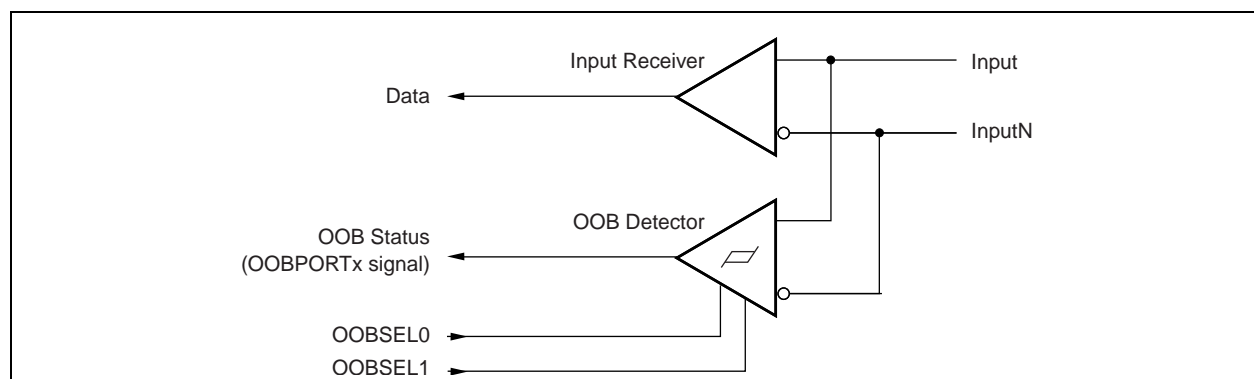 Input Receiver
Input
Data
InputN
OOB Detector
OOB Status
(OOBPORTx signal)
OOBSEL0
OOBSEL1